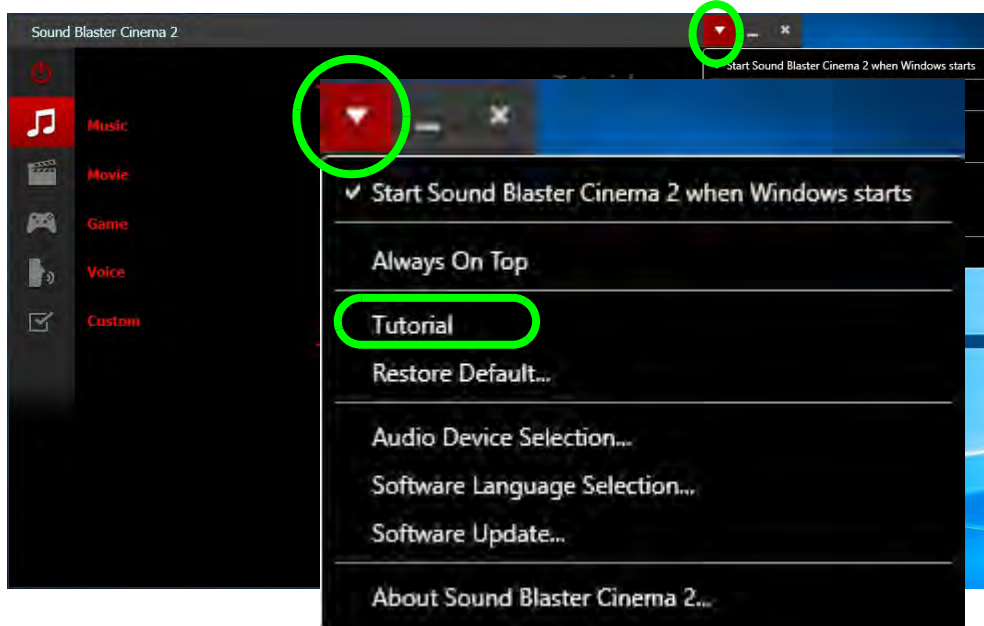 Sound Blaster Cinema 2
Start Sound Blaster Cinema 2 when Windows starts
Music
Movie
Game
Voice
Custom
Start Sound Blaster Cinema 2 when Windows starts
Always On Top
Tutorial
Restore Default...
Audio Device Selection...
Software Language Selection...
Software Update...
About Sound Blaster Cinema 2...